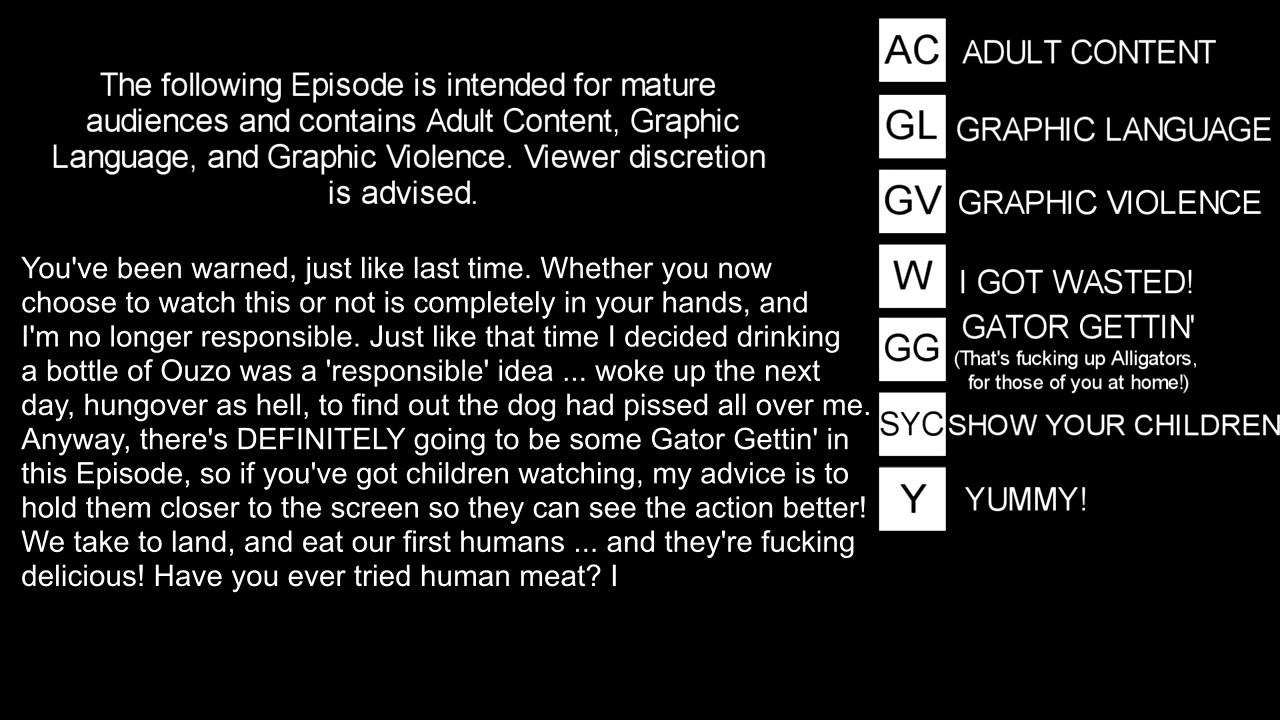 The following Episode is intended for mature
audiences and contains Adult Content, Graphic
Language, and Graphic Violence. Viewer discretion
is advised.
You've been warned, just like last time. Whether you now
choose to watch this or not is completely in your hands, and
I'm no longer responsible. Just like that time I decided drinking
a bottle of Ouzo was a 'responsible' idea ... woke up the next
day, hungover as hell, to find out the dog had pissed all over me.
Anyway, there's DEFINITELY going to be some Gator Gettin' in
this Episode, so if you've got children watching, my advice is to
hold them closer to the screen so they can see the action better!
We take to land, and eat our first humans ... and they're fucking
delicious! Have you ever tried human meat? I
AC ADULT CONTENT
GL GRAPHIC LANGUAGE
GV GRAPHIC VIOLENCE
W I GOT WASTED!
GG GATOR GETTIN'
(That's fucking up Alligators,
for those of you at home!)
SYC SHOW YOUR CHILDREN
Y YUMMY!